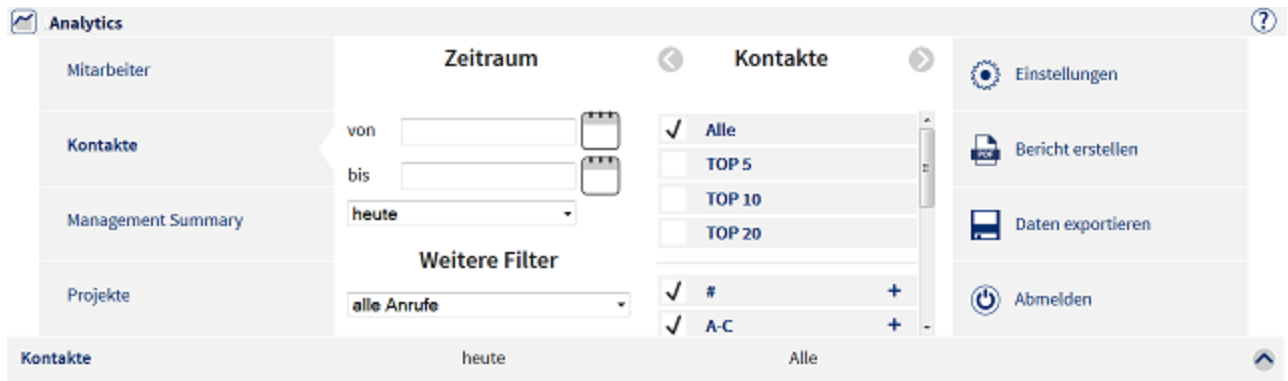 Analytics
Mitarbeiter
Kontakte
Management Summary
Projekte
Zeitraum
von
bis
heute
Weitere Filter
alle Anrufe
Kontakte
Alle
TOP 5
TOP 10
TOP 20
# +
A-C +
Einstellungen
PDF
Bericht erstellen
Daten exportieren
Abmelden
Kontakte heute Alle